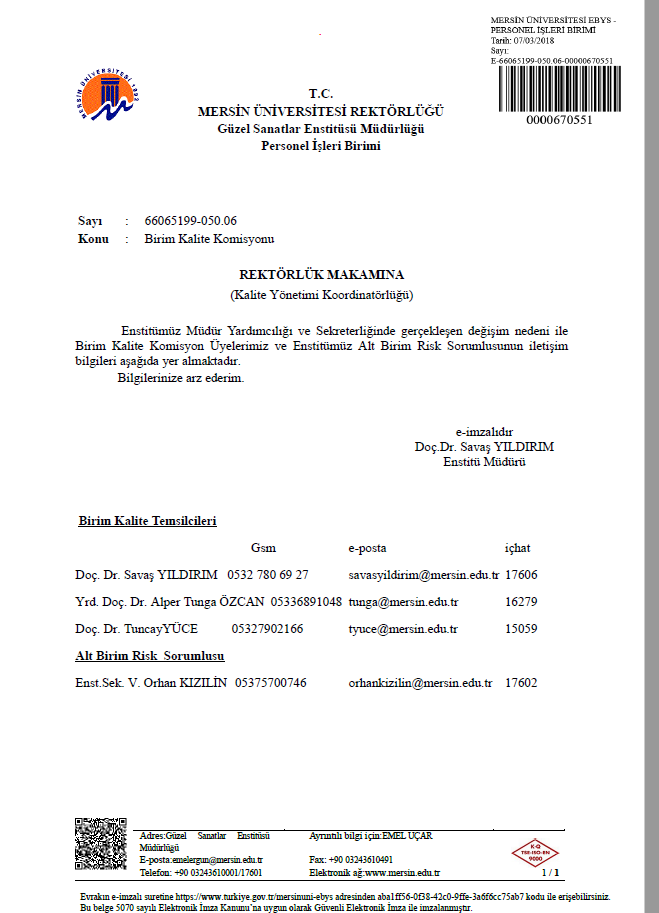 MERSİN ÜNİVERSİTESİ EBYS -
PERSONEL İŞLERİ BİRİMİ
Tarih: 07/03/2018
Sayı:
E-66065199-050.06-00000670551
0000670551
MERSİN ÜNİVERSİTESİ 1992
T.C.
MERSİN ÜNİVERSİTESİ REKTÖRLÜĞÜ
Güzel Sanatlar Enstitüsü Müdürlüğü
Personel İşleri Birimi
Sayı : 66065199-050.06
Konu : Birim Kalite Komisyonu
REKTÖRLÜK MAKAMINA
(Kalite Yönetimi Koordinatörlüğü)
Enstitümüz Müdür Yardımcılığı ve Sekreterliğinde gerçekleşen değişim nedeni ile
Birim Kalite Komisyon Üyelerimiz ve Enstitümüz Alt Birim Risk Sorumlusunun iletişim
bilgileri aşağıda yer almaktadır.
Bilgilerinize arz ederim.
e-imzalıdır
Doç.Dr. Savaş YILDIRIM
Enstitü Müdürü
Birim Kalite Temsilcileri
Gsm e-posta içhat
Doç. Dr. Savaş YILDIRIM 0532 780 69 27 savasyildirim@mersin.edu.tr 17606
Yrd. Doç. Dr. Alper Tunga ÖZCAN 05336891048 tunga@mersin.edu.tr 16279
Doç. Dr. TuncayYÜCE 05327902166 tyuce@mersin.edu.tr 15059
Alt Birim Risk Sorumlusu
Enst.Sek. V. Orhan KIZILİN 05375700746 orhankizilin@mersin.edu.tr 17602
Adres:Güzel Sanatlar Enstitüsü Ayrıntılı bilgi için:EMEL UÇAR
Müdürlüğü
E-posta:emelergun@mersin.edu.tr Fax: +90 03243610491
Telefon: +90 03243610001/17601 Elektronik ağ:www.mersin.edu.tr
K-Q
TSE-ISO-EN
9000
1 / 1
Evrakın e-imzalı suretine https://www.turkiye.gov.tr/mersinuni-ebys adresinden aba1ff56-0f38-42c0-9ffe-3a6f6cc75ab7 kodu ile erişebilirsiniz.
Bu belge 5070 sayılı Elektronik İmza Kanunu'na uygun olarak Güvenli Elektronik İmza ile imzalanmıştır.